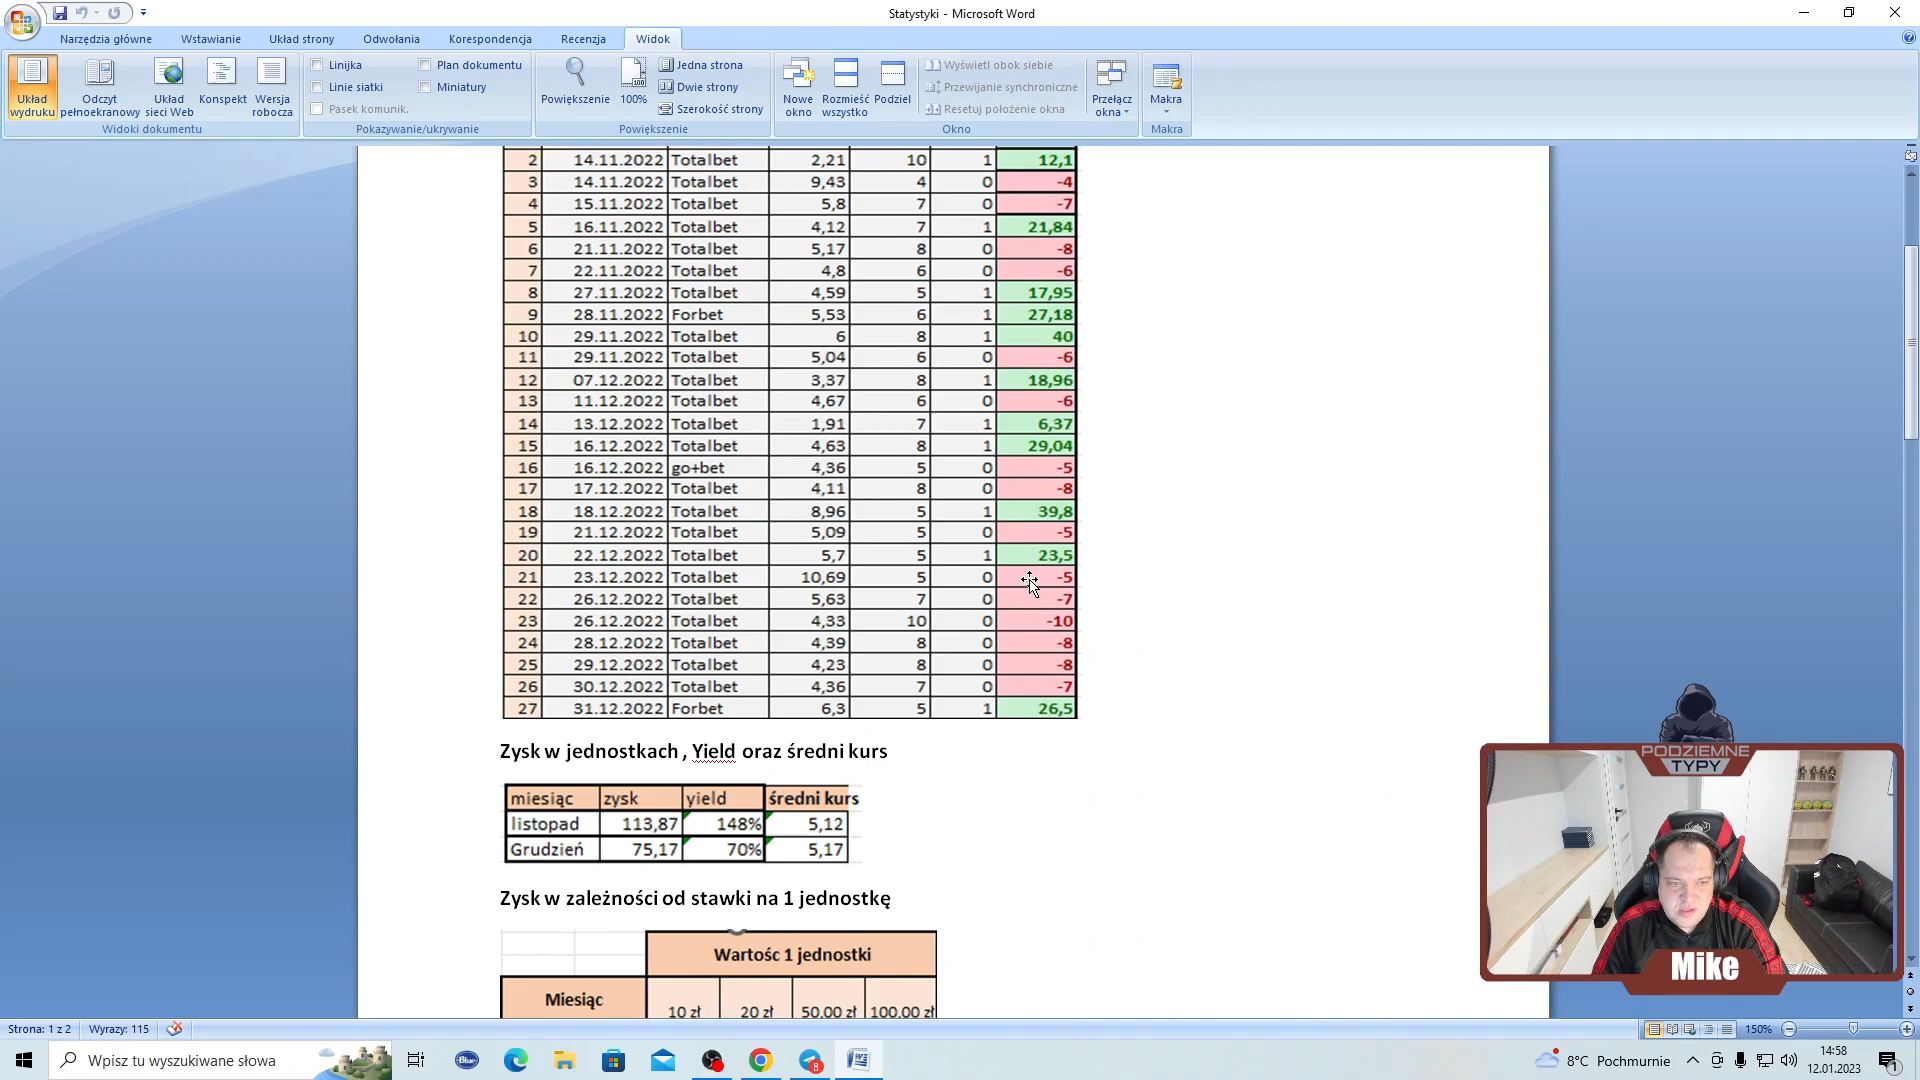 Statystyki - Microsoft Word
Narzędzia główne Wstawianie Układ strony Odwołania Korespondencja Recenzja Widok
Układ wydruku
Odczyt pełnoekranowy
Układ sieci Web
Konspekt
Wersja robocza
Widoki dokumentu
Linijka
Linie siatki
Pasek komunik.
Plan dokumentu
Miniatury
Pokazywanie/ukrywanie
Powiększenie
100%
Jedna strona
Dwie strony
Szerokość strony
Powiększenie
Nowe okno
Rozmieść wszystko
Podziel
Wyświetl obok siebie
Przewijanie synchroniczne
Resetuj położenie okna
Przełącz okna
Okno
Makra
Makra
2 14.11.2022 Totalbet 2,21 10 1 12,1
3 14.11.2022 Totalbet 9,43 4 0 -4
4 15.11.2022 Totalbet 5,8 7 0 -7
5 16.11.2022 Totalbet 4,12 7 1 21,84
6 21.11.2022 Totalbet 5,17 8 0 -8
7 22.11.2022 Totalbet 4,8 6 0 -6
8 27.11.2022 Totalbet 4,59 5 1 17,95
9 28.11.2022 Forbet 5,53 6 1 27,18
10 29.11.2022 Totalbet 6 8 1 40
11 29.11.2022 Totalbet 5,04 6 0 -6
12 07.12.2022 Totalbet 3,37 8 1 18,96
13 11.12.2022 Totalbet 4,67 6 0 -6
14 13.12.2022 Totalbet 1,91 7 1 6,37
15 16.12.2022 Totalbet 4,63 8 1 29,04
16 16.12.2022 go+bet 4,36 5 0 -5
17 17.12.2022 Totalbet 4,11 8 0 -8
18 18.12.2022 Totalbet 8,96 5 1 39,8
19 21.12.2022 Totalbet 5,09 5 0 -5
20 22.12.2022 Totalbet 5,7 5 1 23,5
21 23.12.2022 Totalbet 10,69 5 0 -5
22 26.12.2022 Totalbet 5,63 7 0 -7
23 26.12.2022 Totalbet 4,33 10 0 -10
24 28.12.2022 Totalbet 4,39 8 0 -8
25 29.12.2022 Totalbet 4,23 8 0 -8
26 30.12.2022 Totalbet 4,36 7 0 -7
27 31.12.2022 Forbet 6,3 5 1 26,5
Zysk w jednostkach , Yield oraz średni kurs
miesiąc zysk yield średni kurs
listopad 113,87 148% 5,12
Grudzień 75,17 70% 5,17
Zysk w zależności od stawki na 1 jednostkę
Wartośc 1 jednostki
Miesiąc
10 zł 20 zł 50,00 zł 100,00 zł
PODZIEMNE
TYPY
Mike
Strona: 1 z 2 Wyrazy: 115
150%
Wpisz tu wyszukiwane słowa
Blue
8
W
8°C Pochmurnie
14:58
12.01.2023
1